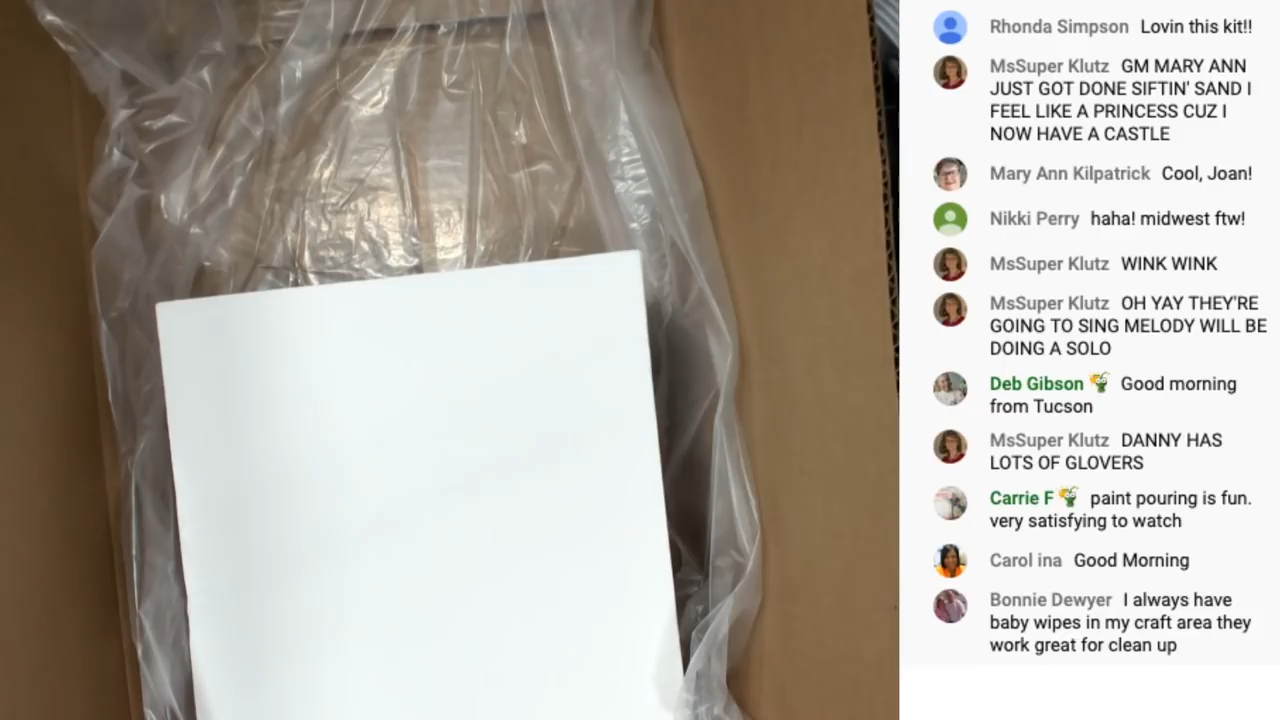 Rhonda Simpson Lovin this kit!!
MsSuper Klutz GM MARY ANN
JUST GOT DONE SIFTIN' SAND I
FEEL LIKE A PRINCESS CUZ I
NOW HAVE A CASTLE
Mary Ann Kilpatrick Cool, Joan!
Nikki Perry haha! midwest ftw!
MsSuper Klutz WINK WINK
MsSuper Klutz OH YAY THEY'RE
GOING TO SING MELODY WILL BE
DOING A SOLO
Deb Gibson Good morning
from Tucson
MsSuper Klutz DANNY HAS
LOTS OF GLOVERS
Carrie F paint pouring is fun.
very satisfying to watch
Carol ina Good Morning
Bonnie Dewyer I always have
baby wipes in my craft area they
work great for clean up